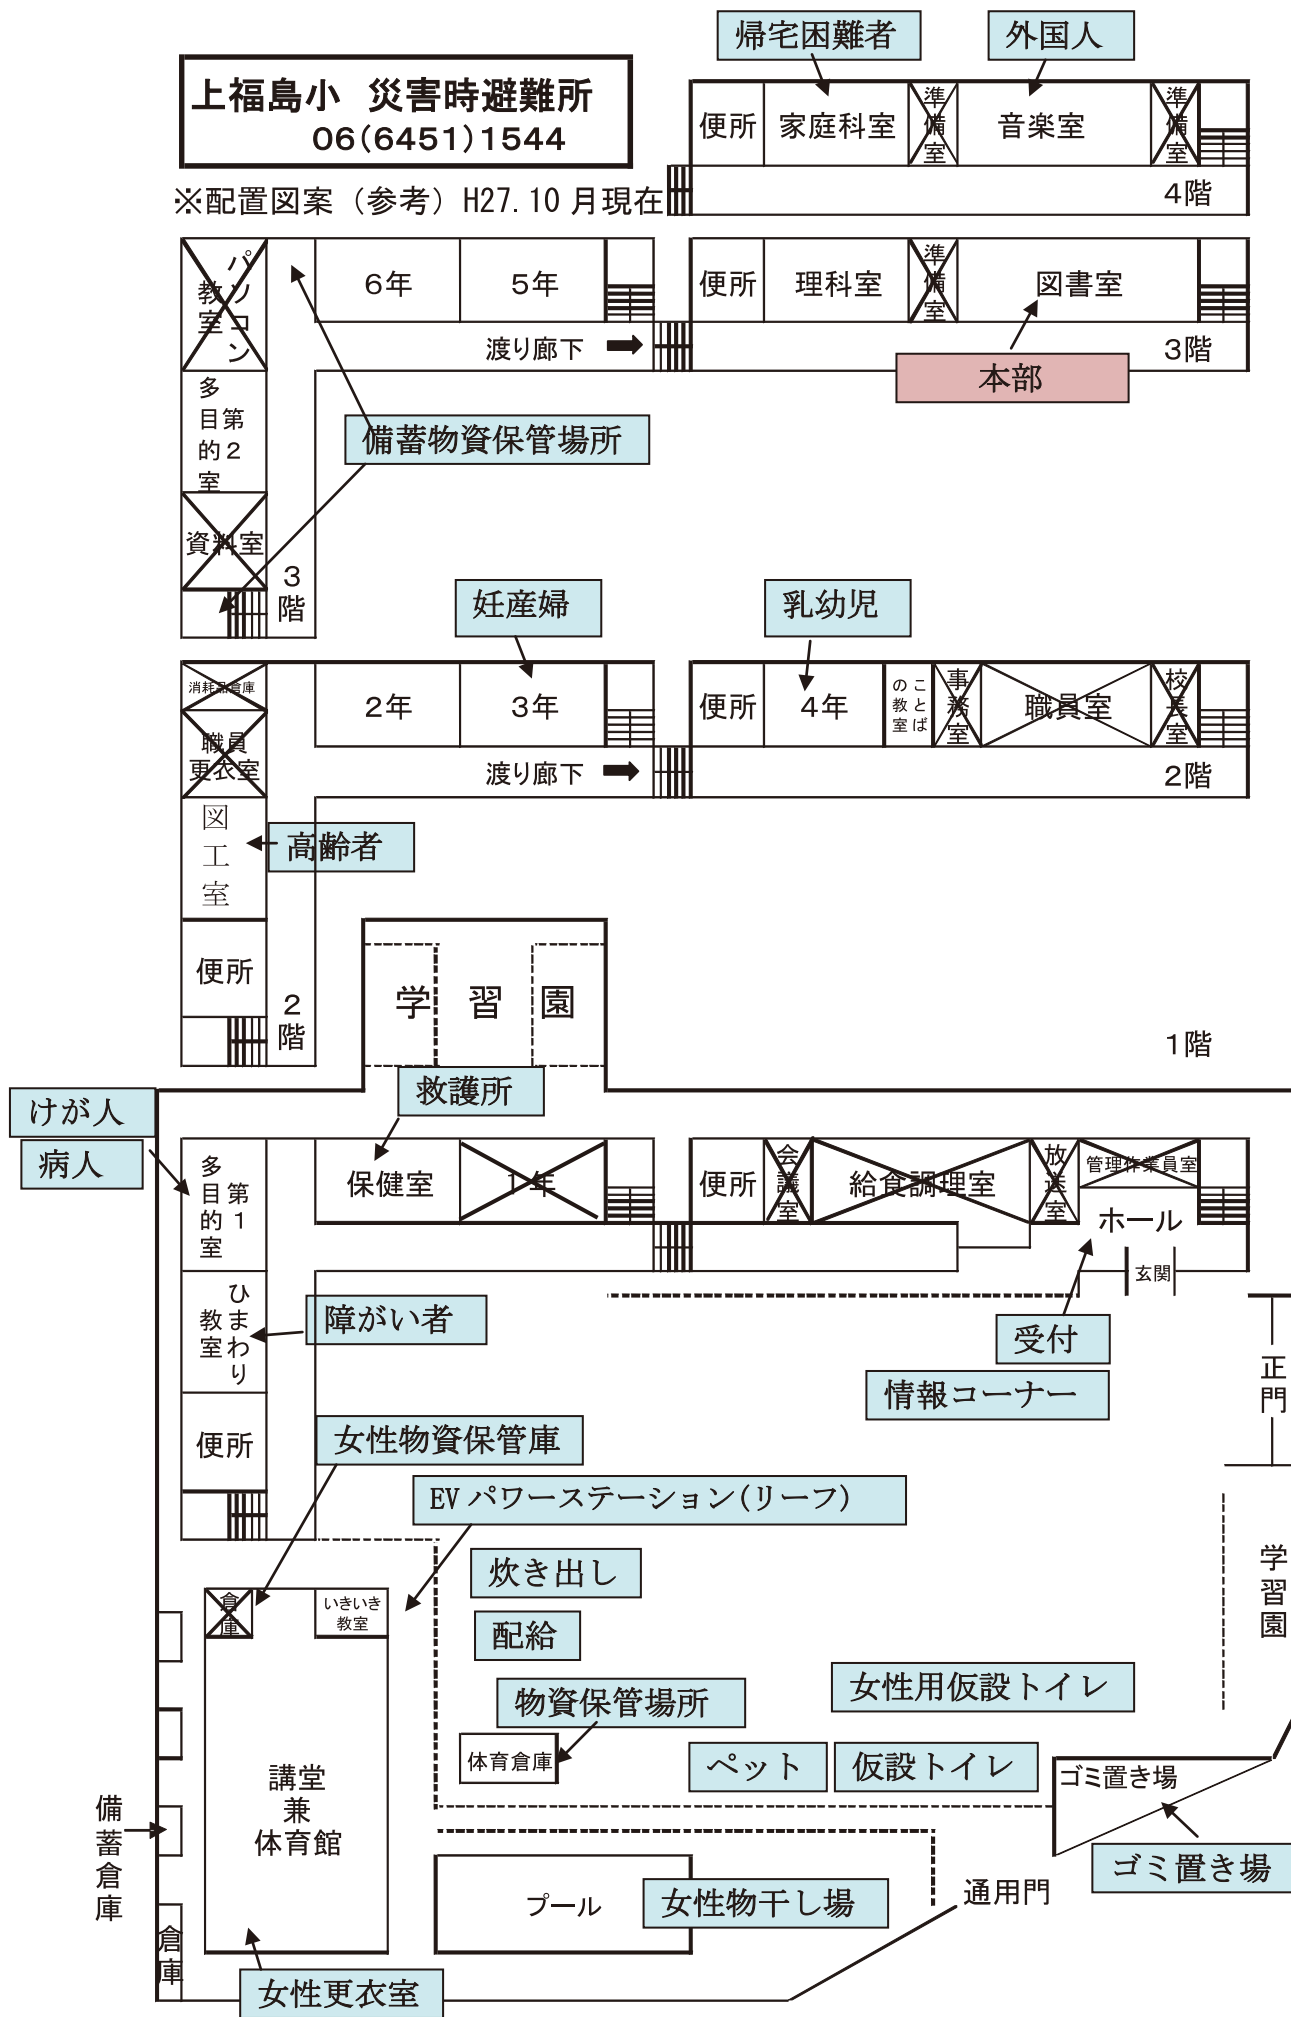 帰宅困難者
外国人
上福島小 災害時避難所
06(6451)1544
※配置図案（参考）H27.10月現在
便所
家庭科室
準備室
音楽室
準備室
4階
パソコン教室
6年
5年
便所
理科室
準備室
図書室
渡り廊下
3階
本部
第2多目的室
備蓄物資保管場所
資料室
3階
妊産婦
乳幼児
消耗品倉庫
2年
3年
便所
4年
ことばの教室
事務室
職員室
校長室
職員更衣室
渡り廊下
2階
図工室
高齢者
便所
2階
学習園
1階
救護所
けが人
病人
第1多目的室
保健室
1年
便所
会議室
給食調理室
放送室
管理作業員室
ホール
玄関
ひまわり教室
障がい者
受付
情報コーナー
正門
便所
女性物資保管庫
EVパワーステーション(リーフ)
炊き出し
学習園
倉庫
いきいき教室
配給
女性用仮設トイレ
物資保管場所
体育倉庫
ペット
仮設トイレ
ゴミ置き場
講堂兼体育館
備蓄倉庫
ゴミ置き場
プール
女性物干し場
通用門
倉庫
女性更衣室